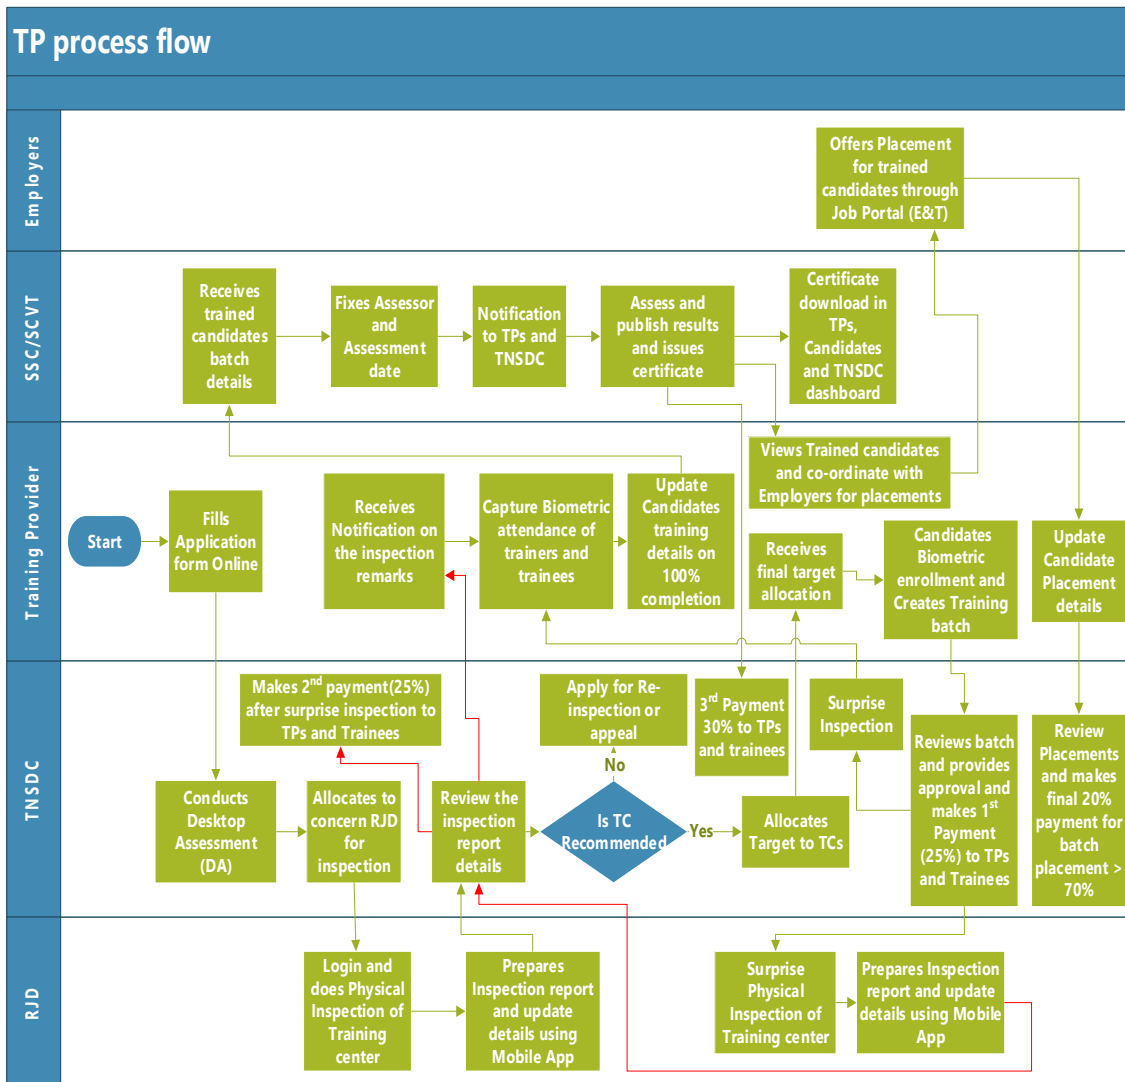 TP process flow
Employers
Offers Placement
for trained
candidates through
Job Portal (E&T)
SSC/SCVT
Receives
trained
candidates
batch
details
Fixes Assessor
and
Assessment
date
Notification
to TPs and
TNSDC
Assess and
publish results
and issues
certificate
Certificate
download in
TPs,
Candidates
and TNSDC
dashboard
Training Provider
Start
Fills
Application
form Online
Receives
Notification on
the inspection
remarks
Capture Biometric
attendance of
trainers and
trainees
Update
Candidates
training
details on
100%
completion
Views Trained candidates
and co-ordinate with
Employers for placements
Receives
final target
allocation
Candidates
Biometric
enrollment and
Creates Training
batch
Update
Candidate
Placement
details
TNSDC
Makes 2nd payment(25%)
after surprise inspection to
TPs and Trainees
Apply for Re-
inspection or
appeal
3rd Payment
30% to TPs
and trainees
Surprise
Inspection
Conducts
Desktop
Assessment
(DA)
Allocates to
concern RJD
for
inspection
Review the
inspection
report
details
No
Is TC
Recommended
Yes
Allocates
Target to TCs
Reviews batch
and provides
approval and
makes 1st
Payment
(25%) to TPs
and Trainees
Review
Placements
and makes
final 20%
payment for
batch
placement >
70%
RJD
Login and
does Physical
Inspection of
Training
center
Prepares
Inspection report
and update
details using
Mobile App
Surprise
Physical
Inspection of
Training center
Prepares Inspection
report and update
details using Mobile
App